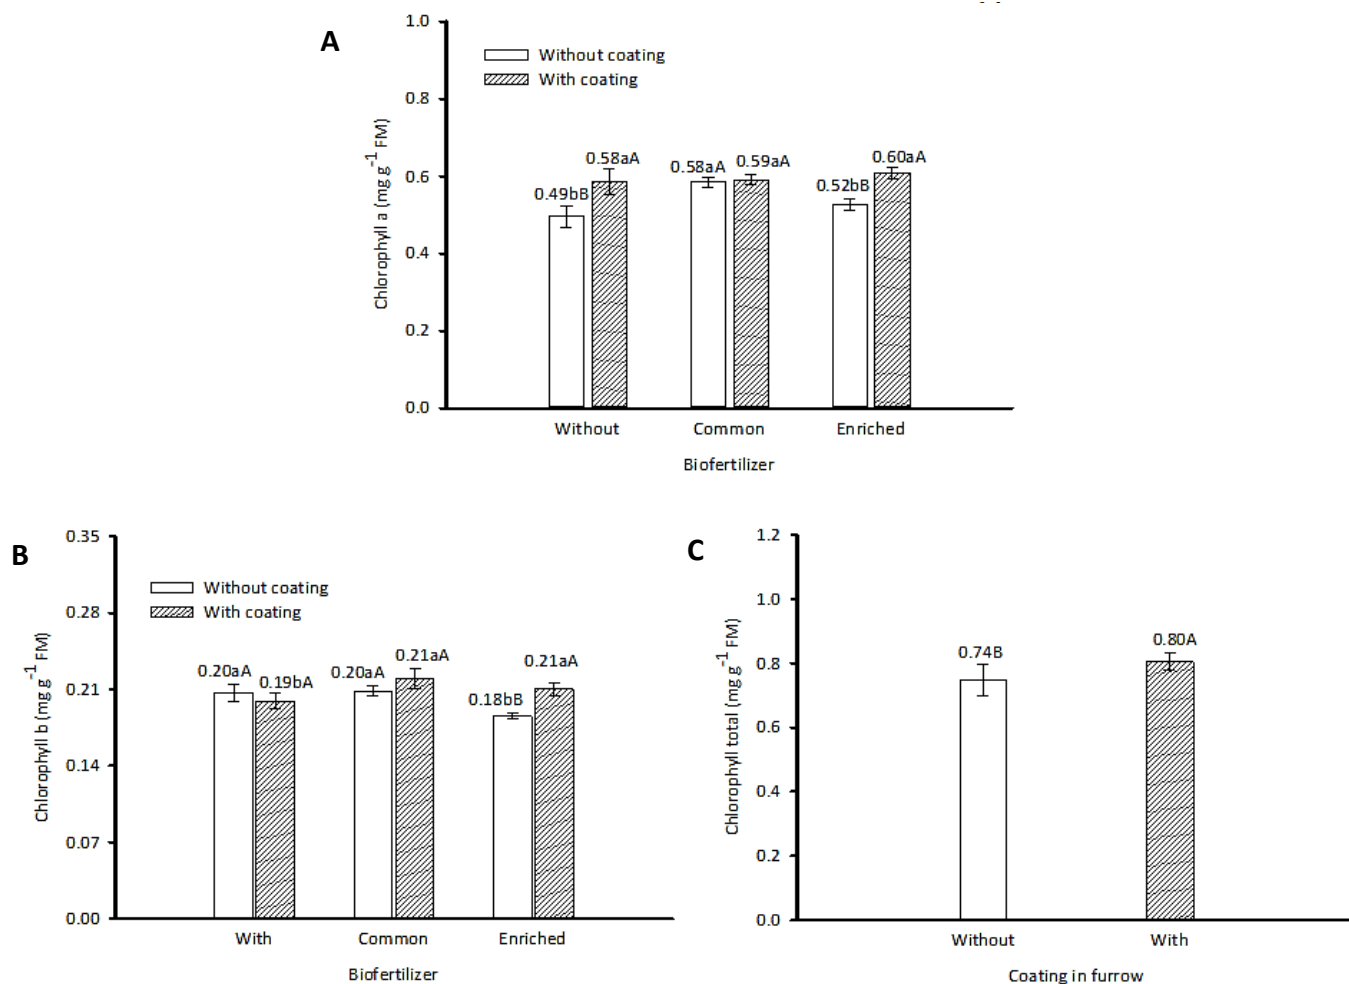 A
Without coating
With coating
Chlorophyll a (mg g⁻¹ FM)
1.0
0.8
0.6
0.4
0.2
0.0
0.49bB
0.58aA
0.58aA
0.59aA
0.52bB
0.60aA
Without
Common
Enriched
Biofertilizer
B
Without coating
With coating
Chlorophyll b (mg g⁻¹ FM)
0.35
0.28
0.21
0.14
0.07
0.00
0.20aA
0.19bA
0.20aA
0.21aA
0.18bB
0.21aA
With
Common
Enriched
Biofertilizer
C
Chlorophyll total (mg g⁻¹ FM)
1.2
1.0
0.8
0.6
0.4
0.2
0.0
0.74B
0.80A
Without
With
Coating in furrow